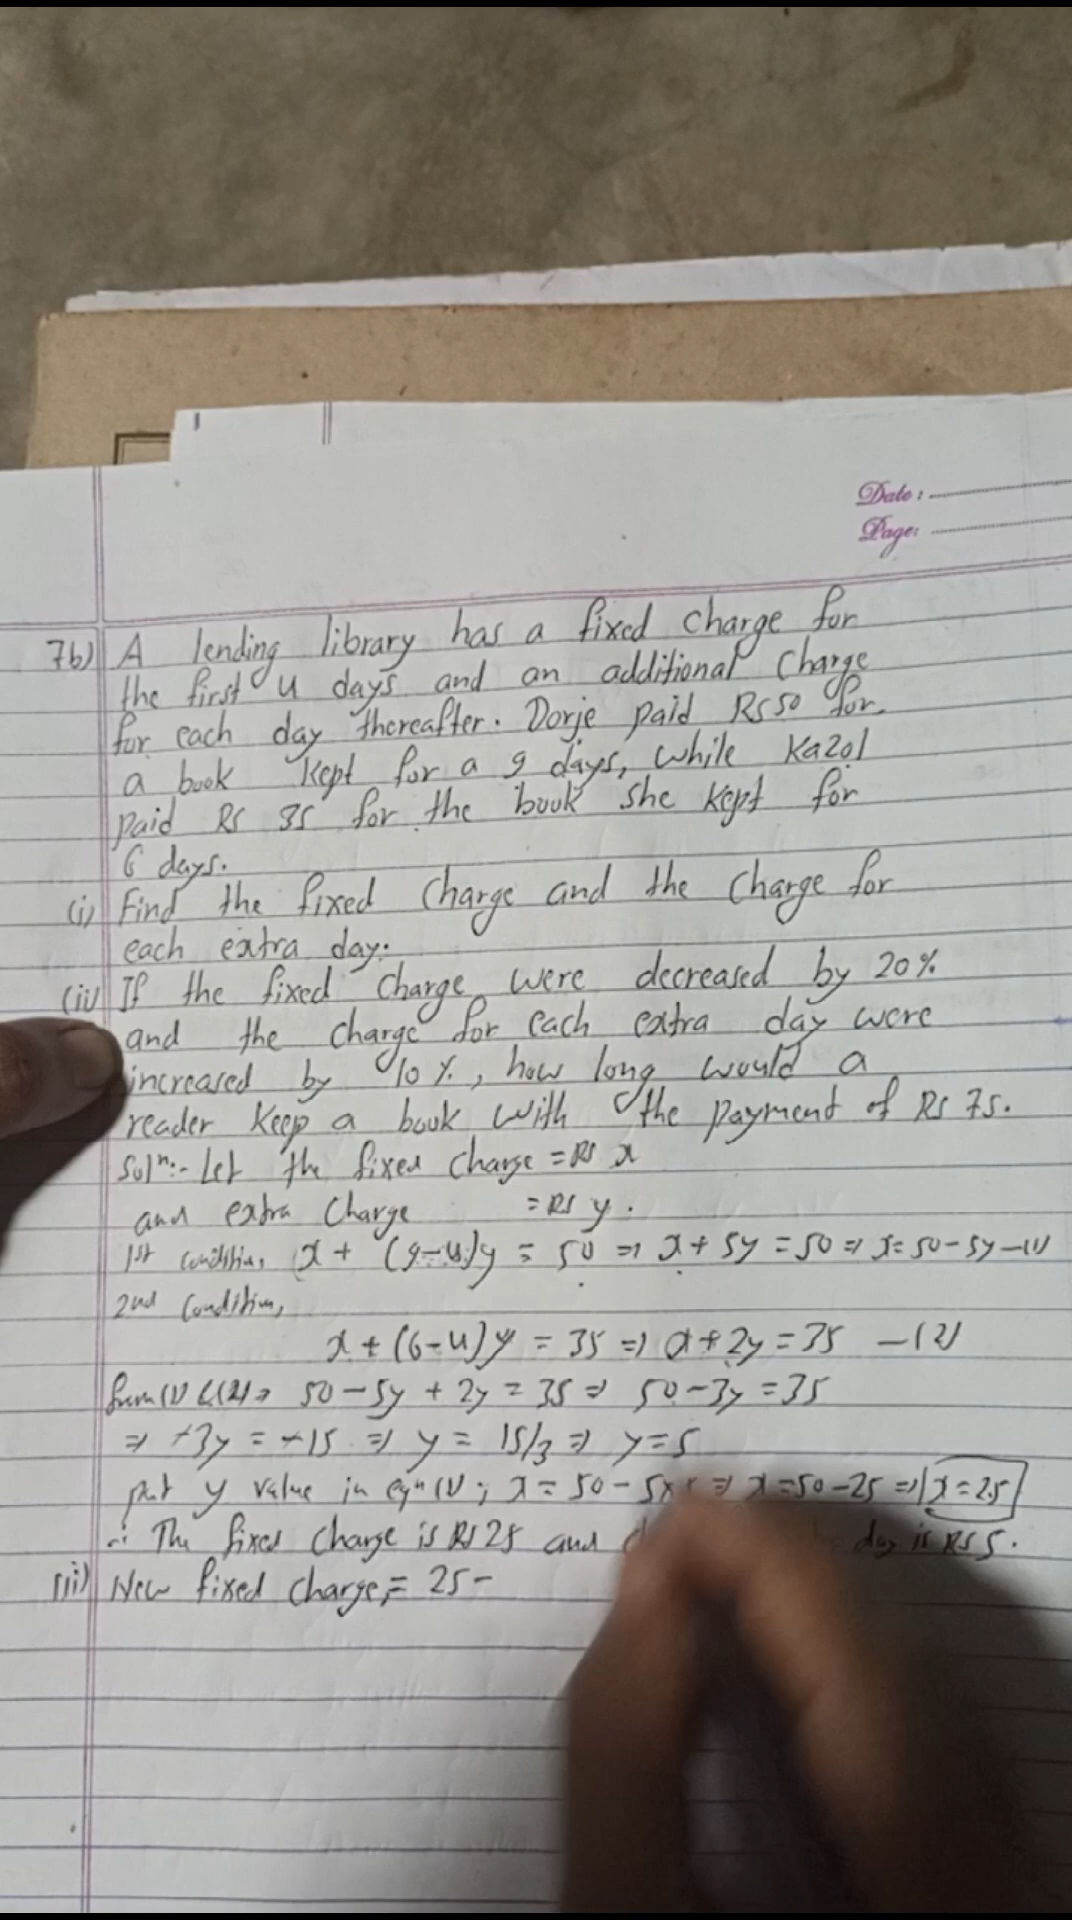 Date :
Page:
7b) A lending library has a fixed charge for
the first 4 days and an additional charge
for each day thereafter. Dorje paid Rs 50 for
a book kept for a 9 days, while Kazol
paid Rs 35 for the book she kept for
6 days.
(i) Find the fixed charge and the charge for
each extra day.
(ii) If the fixed charge were decreased by 20%
and the charge for each extra day were
increased by 10%, how long would a
reader keep a book with the payment of Rs 75.
Solⁿ:- Let the fixed charge = Rs x
and extra charge = Rs y.
1st condition, x + (9-4)y = 50 ⇒ x + 5y = 50 ⇒ x = 50 - 5y -(1)
2nd condition,
x + (6-4)y = 35 ⇒ x + 2y = 35 -(2)
from (1) & (2) ⇒ 50 - 5y + 2y = 35 ⇒ 50 - 3y = 35
⇒ -3y = -15 ⇒ y = 15/3 ⇒ y = 5
put y value in eqⁿ (1); x = 50 - 5×5 ⇒ x = 50 - 25 ⇒ x = 25
∴ The fixed charge is Rs 25 and day is Rs 5.
(ii) New fixed charge, = 25 -